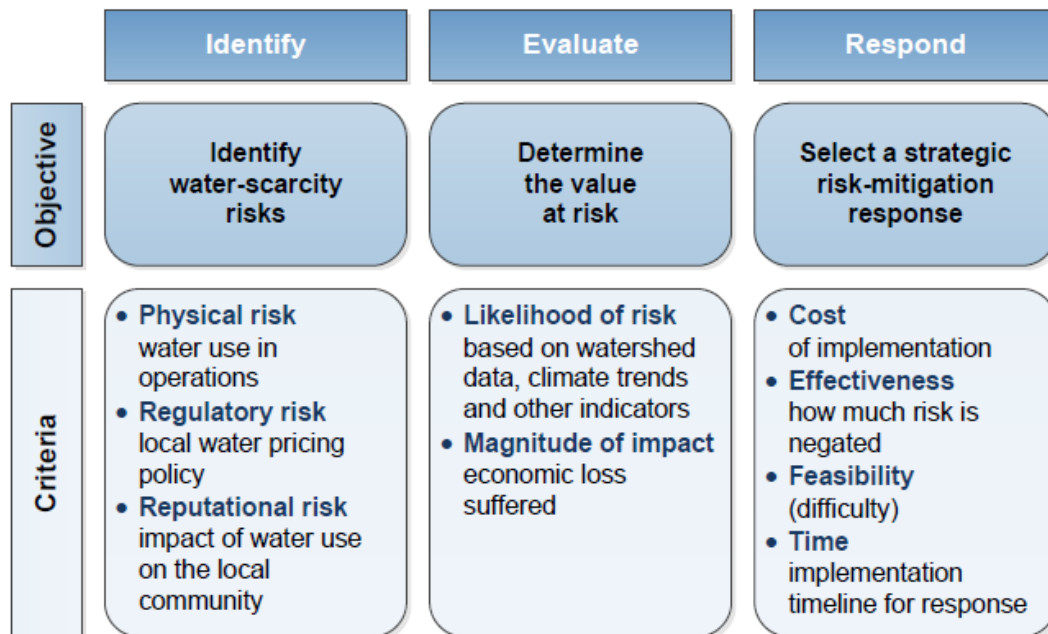 Identify
Evaluate
Respond
Objective
Identify
water-scarcity
risks
Determine
the value
at risk
Select a strategic
risk-mitigation
response
Criteria
• Physical risk
water use in
operations
• Regulatory risk
local water pricing
policy
• Reputational risk
impact of water use
on the local
community
• Likelihood of risk
based on watershed
data, climate trends
and other indicators
• Magnitude of impact
economic loss
suffered
• Cost
of implementation
• Effectiveness
how much risk is
negated
• Feasibility
(difficulty)
• Time
implementation
timeline for response